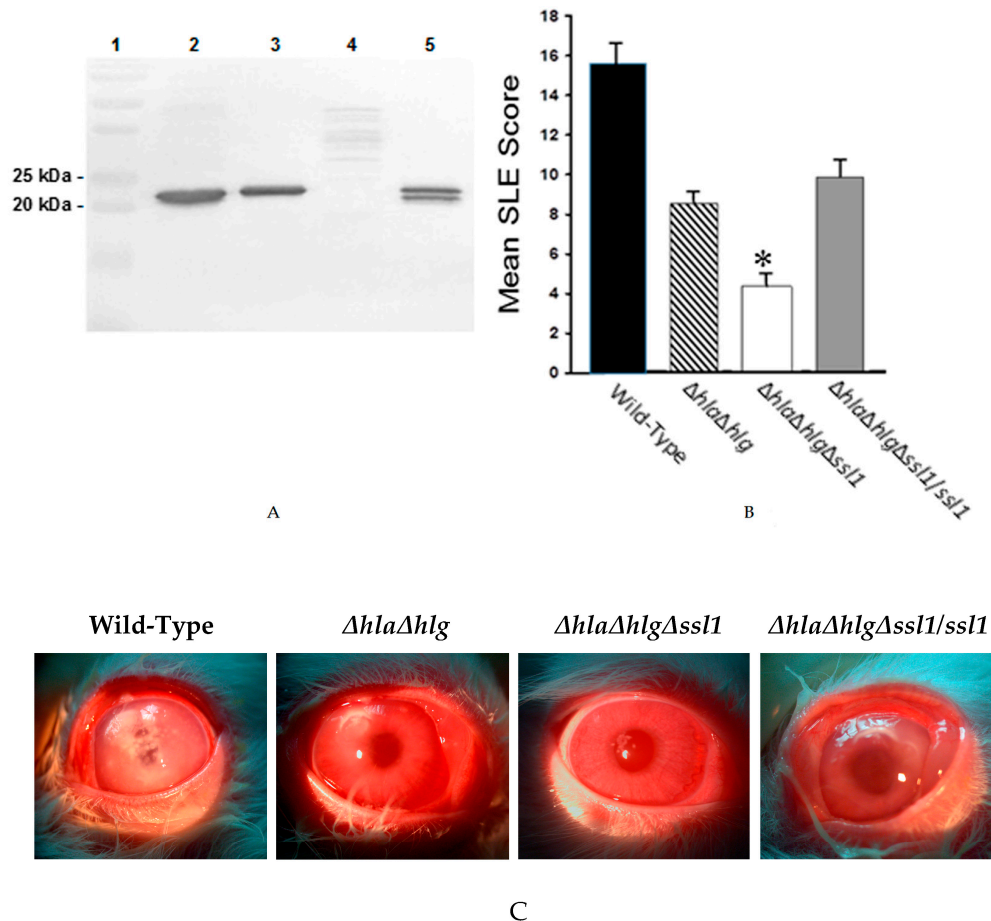 1 2 3 4 5
25 kDa -
20 kDa -
A
Mean SLE Score
18
16
14
12
10
8
6
4
2
0
*
Wild-Type
ΔhlaΔhlg
ΔhlaΔhlgΔssl1
ΔhlaΔhlgΔssl1/ssl1
B
Wild-Type ΔhlaΔhlg ΔhlaΔhlgΔssl1 ΔhlaΔhlgΔssl1/ssl1
C